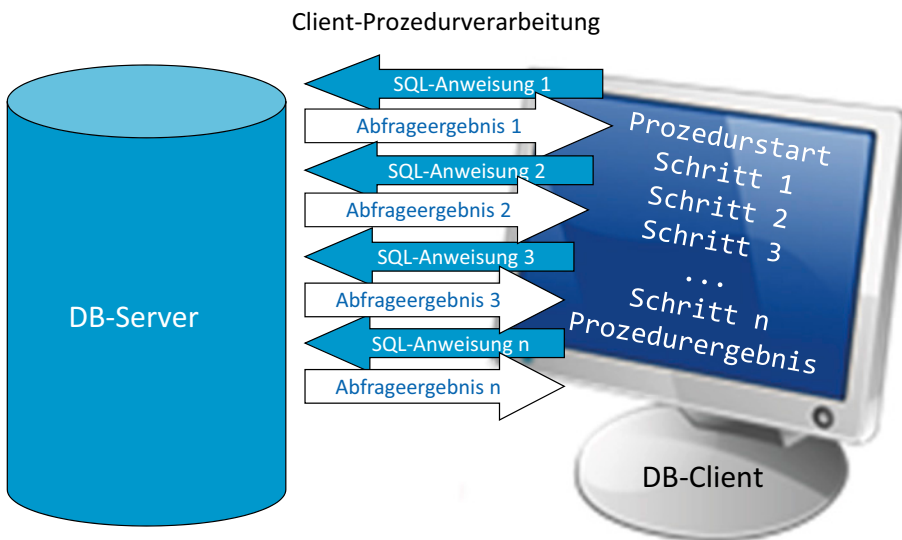 Client-Prozedurverarbeitung
SQL-Anweisung 1
Abfrageergebnis 1
SQL-Anweisung 2
Abfrageergebnis 2
SQL-Anweisung 3
Abfrageergebnis 3
SQL-Anweisung n
Abfrageergebnis n
DB-Server
Prozedurstart
Schritt 1
Schritt 2
Schritt 3
...
Schritt n
Prozedurergebnis
DB-Client